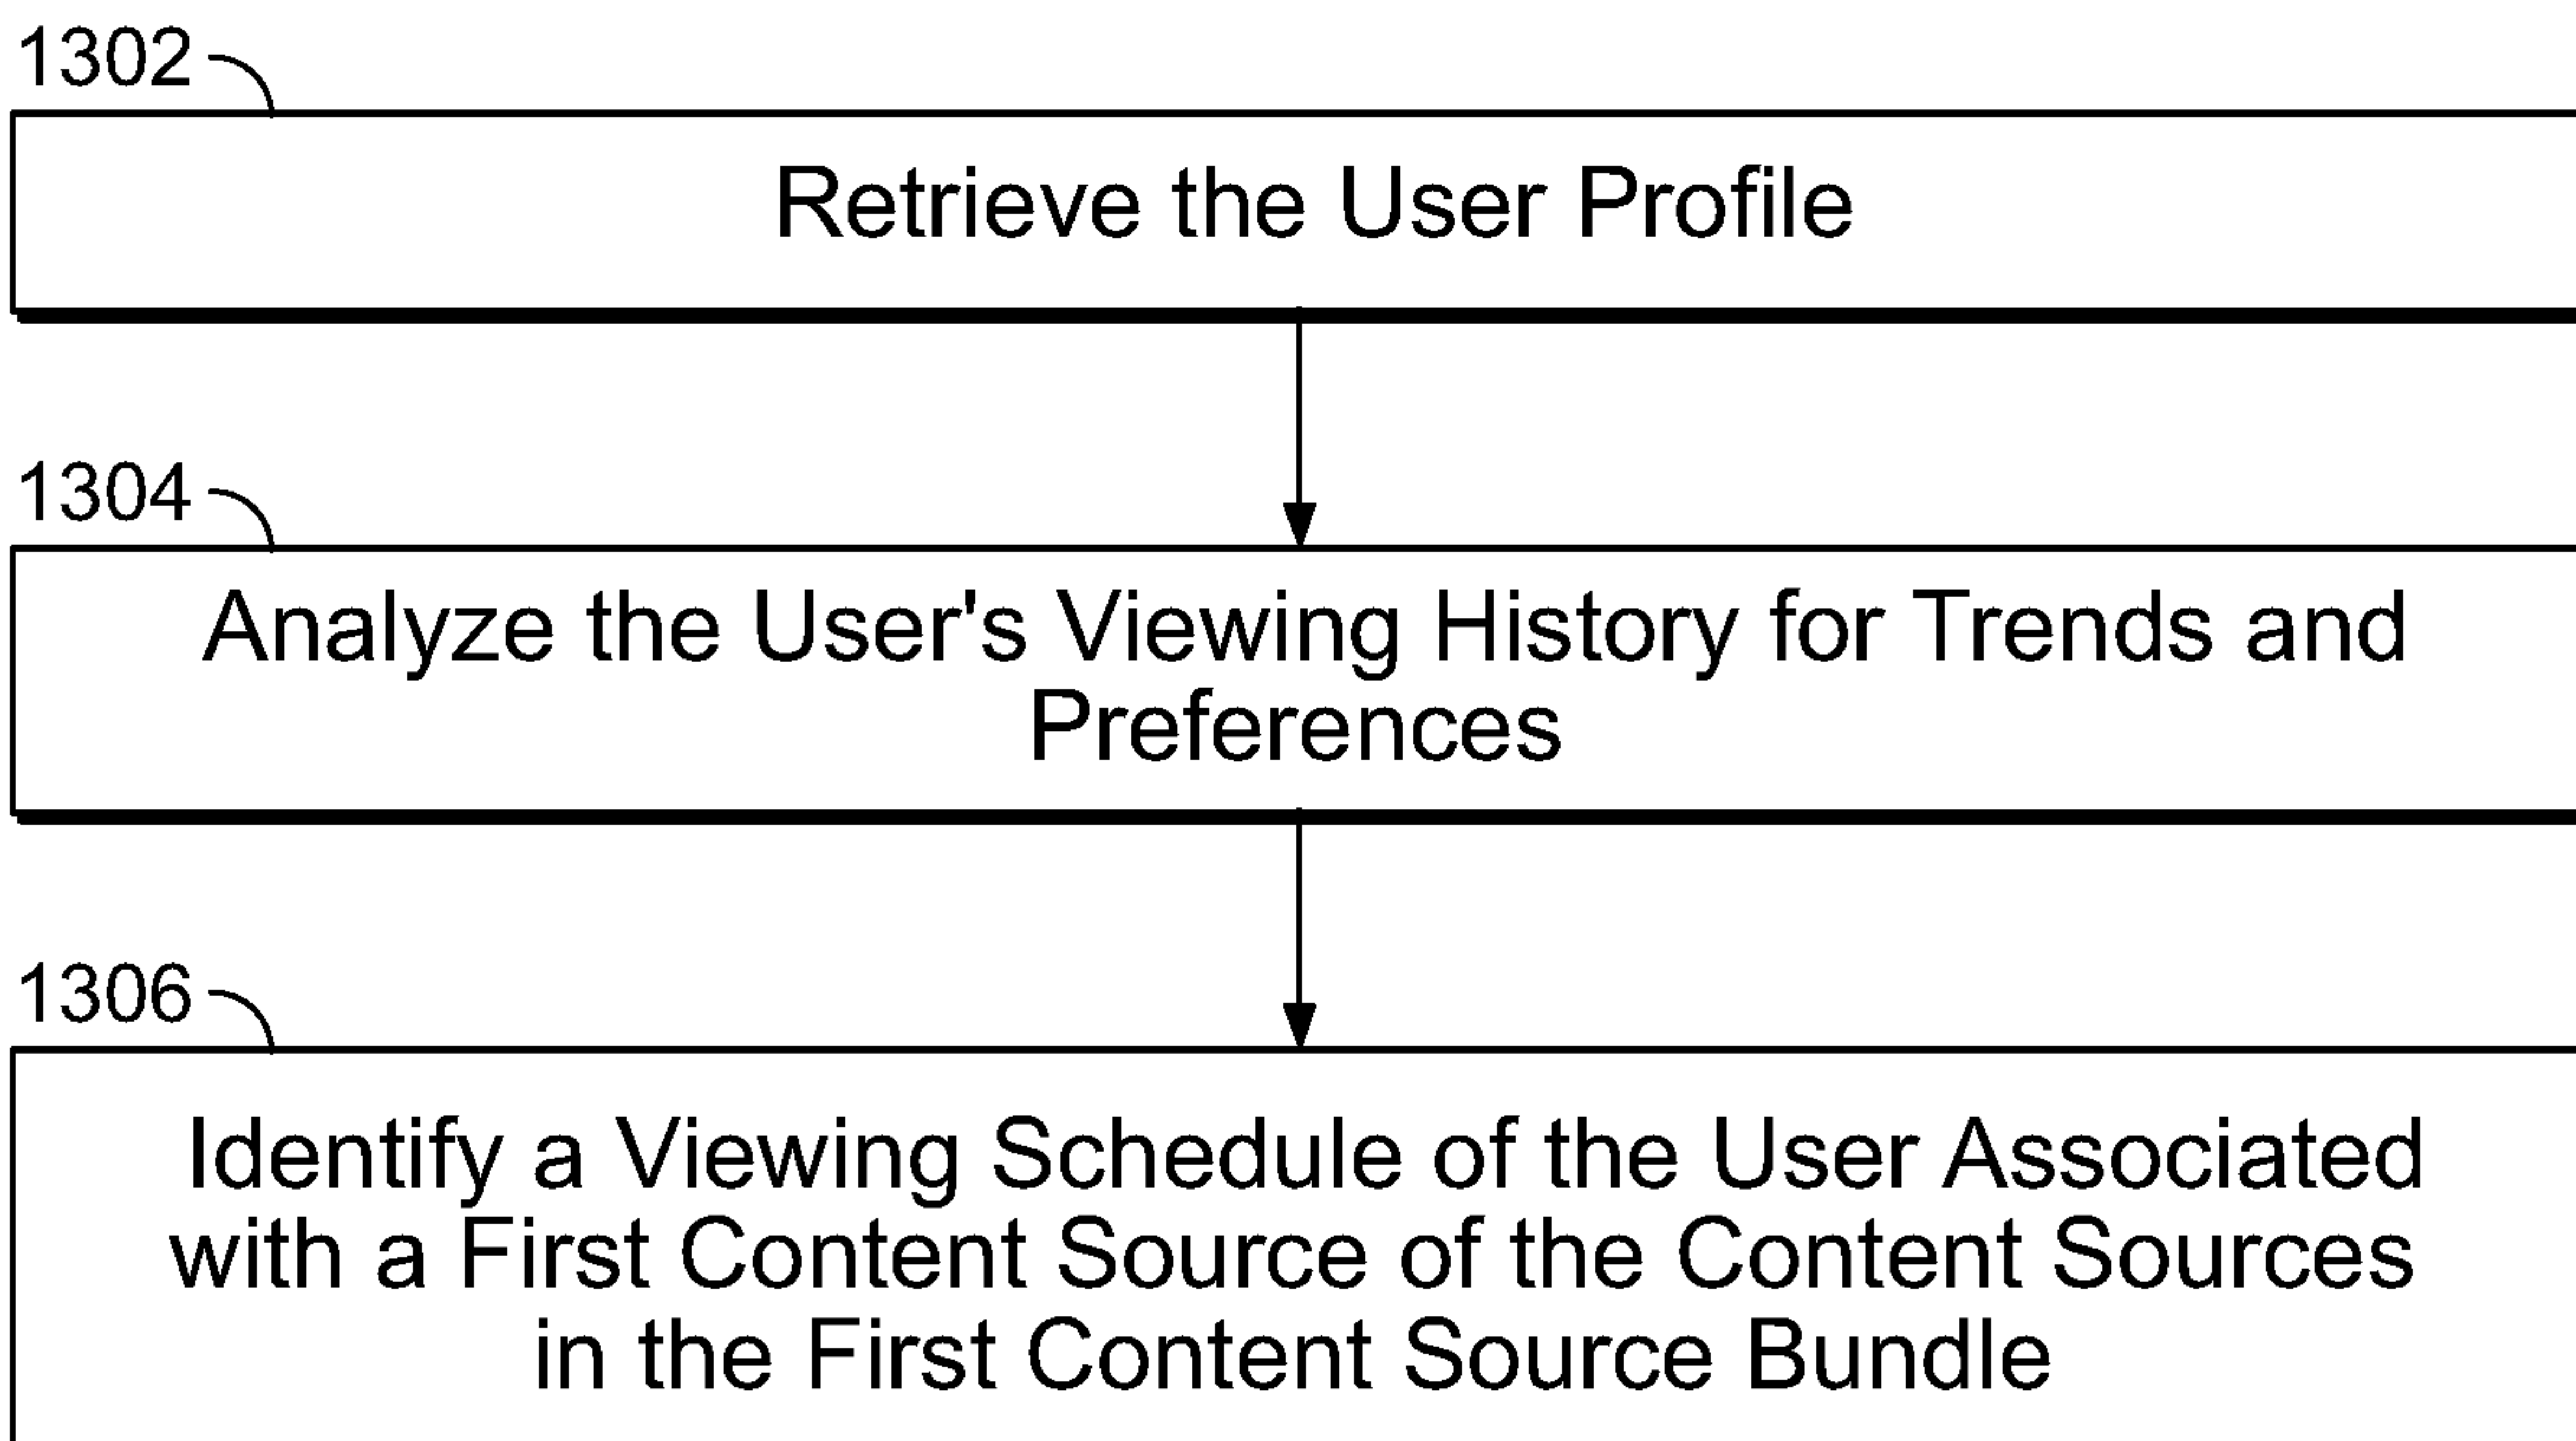 1302
Retrieve the User Profile
1304
Analyze the User's Viewing History for Trends and
Preferences
1306
Identify a Viewing Schedule of the User Associated
with a First Content Source of the Content Sources
in the First Content Source Bundle